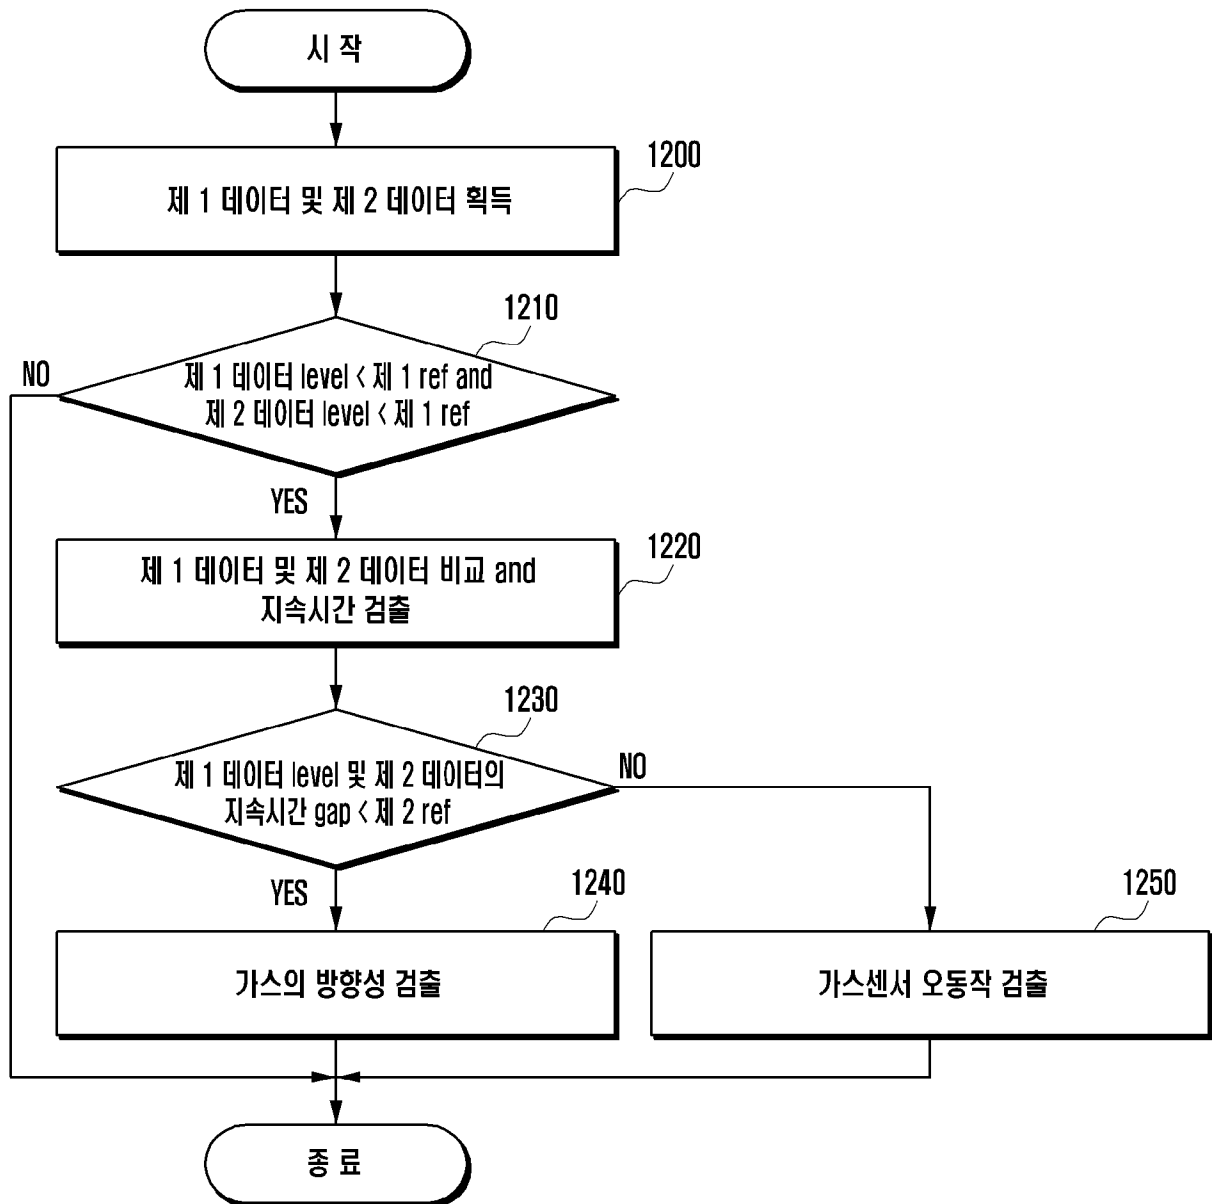 시 작
1200
제 1 데이터 및 제 2 데이터 획득
1210
NO
제 1 데이터 level < 제 1 ref and
제 2 데이터 level < 제 1 ref
YES
1220
제 1 데이터 및 제 2 데이터 비교 and
지속시간 검출
1230
제 1 데이터 level 및 제 2 데이터의
지속시간 gap < 제 2 ref
NO
YES
1240
가스의 방향성 검출
1250
가스센서 오동작 검출
종 료